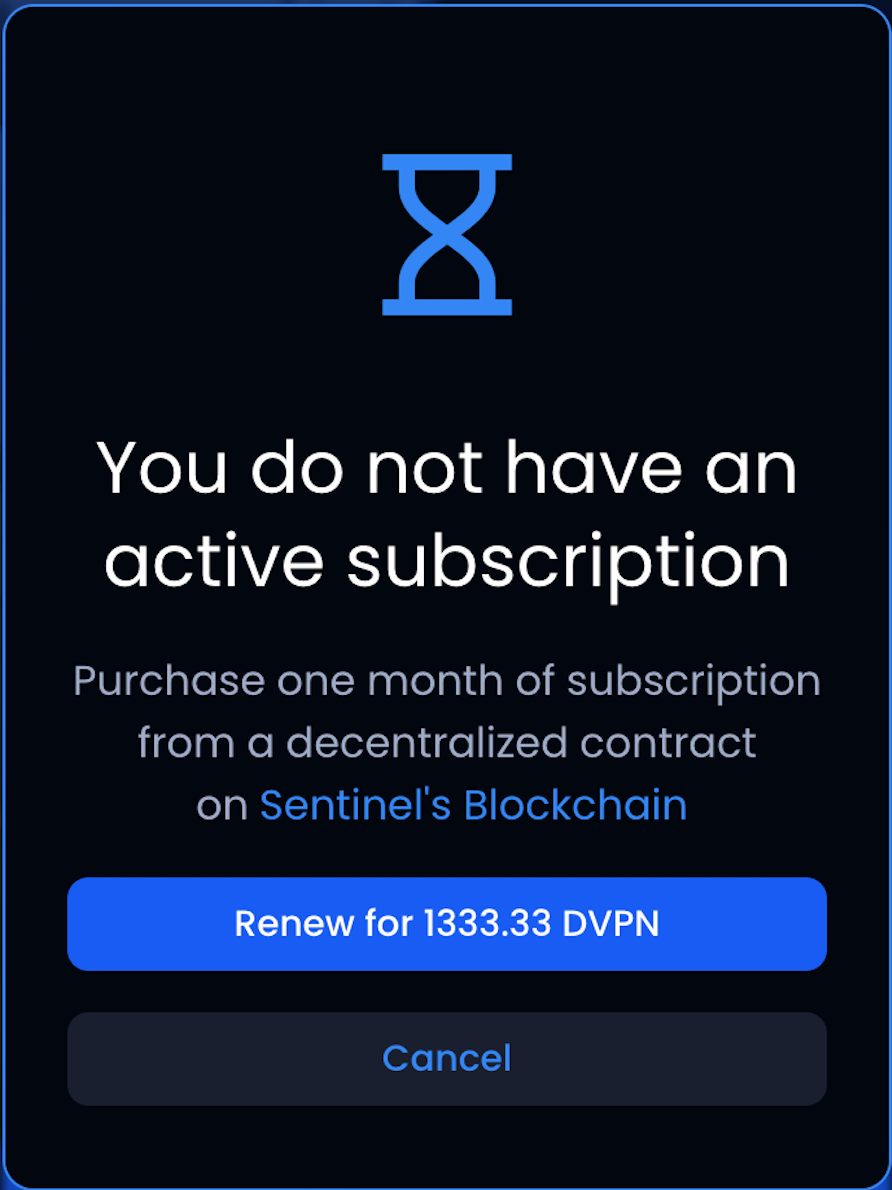 You do not have an
active subscription
Purchase one month of subscription
from a decentralized contract
on Sentinel's Blockchain
Renew for 1333.33 DVPN
Cancel